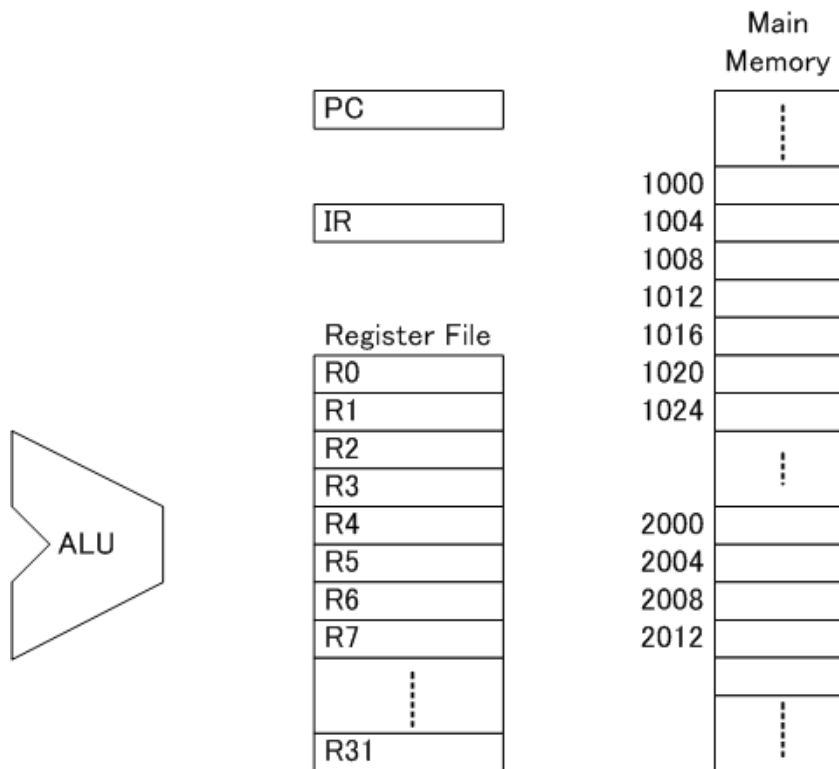 Main
Memory
PC
1000
IR
1004
1008
1012
Register File
1016
R0
1020
R1
1024
R2
R3
ALU
R4
2000
R5
2004
R6
2008
R7
2012
R31